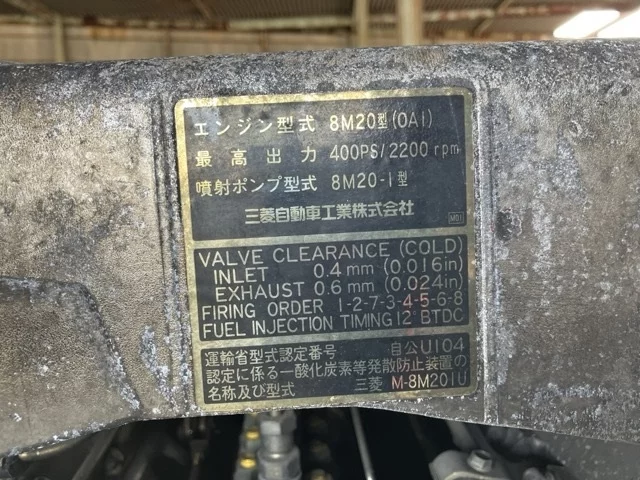 エンジン型式 8M20型(0A1)
最高出力 400PS/2200rpm
噴射ポンプ型式 8M20-1型
三菱自動車工業株式会社
MD1
VALVE CLEARANCE (COLD)
INLET 0.4mm (0.016in)
EXHAUST 0.6mm (0.024in)
FIRING ORDER 1-2-7-3-4-5-6-8
FUEL INJECTION TIMING 12° BTDC
運輸省型式認定番号 自公U104
認定に係る一酸化炭素等発散防止装置の
名称及び型式 三菱 M-8M201U